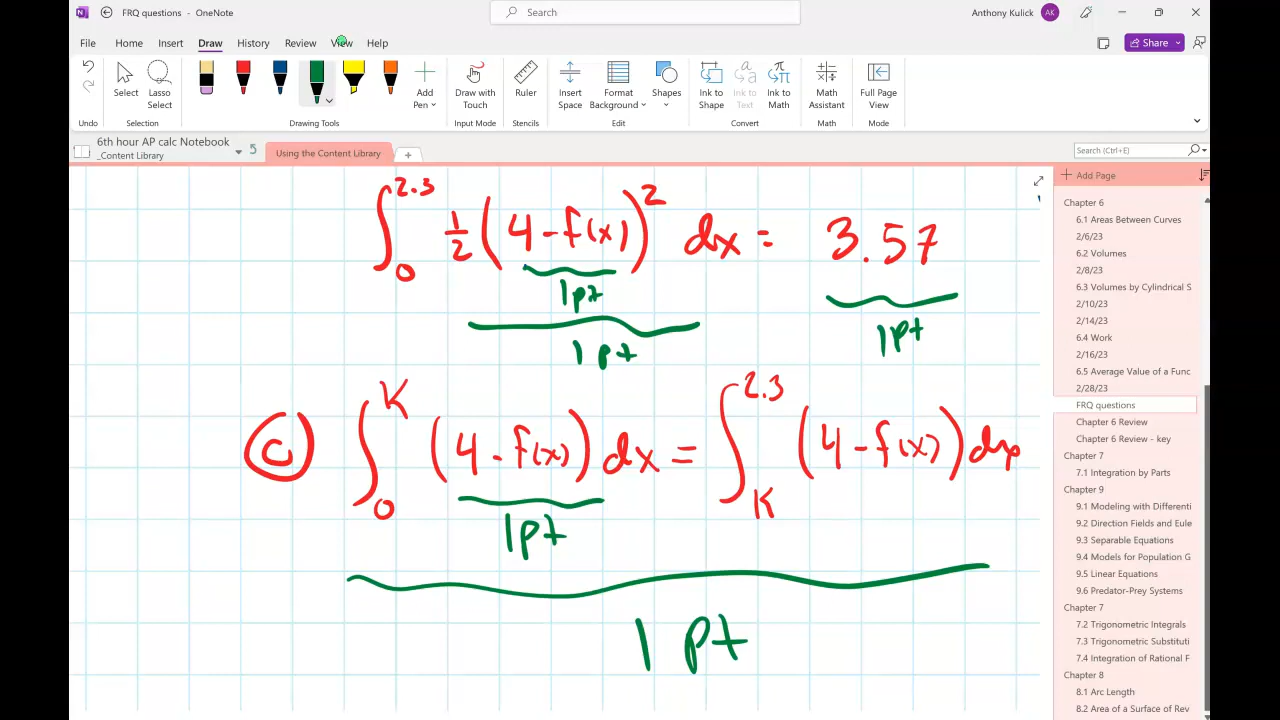 FRQ questions - OneNote
Search
Anthony Kulick AK
File Home Insert Draw History Review View Help
Share
Undo
Select
Lasso Select
Add Pen
Draw with Touch
Ruler
Insert Space
Format Background
Shapes
Ink to Shape
Ink to Text
Ink to Math
Math Assistant
Full Page View
Selection Drawing Tools Input Mode Stencils Edit Convert Math Mode
6th hour AP calc Notebook
_Content Library
5
Using the Content Library
+
Search (Ctrl+E)
Add Page
∫₀^2.3 1/2 (4-f(x))^2 dx = 3.57
1pt
1 pt
1pt
C ∫₀^K (4-f(x)) dx = ∫_K^2.3 (4-f(x)) dx
1pt
1 pt
Chapter 6
6.1 Areas Between Curves
2/6/23
6.2 Volumes
2/8/23
6.3 Volumes by Cylindrical S
2/10/23
2/14/23
6.4 Work
2/16/23
6.5 Average Value of a Func
2/28/23
FRQ questions
Chapter 6 Review
Chapter 6 Review - key
Chapter 7
7.1 Integration by Parts
Chapter 9
9.1 Modeling with Differenti
9.2 Direction Fields and Eule
9.3 Separable Equations
9.4 Models for Population G
9.5 Linear Equations
9.6 Predator-Prey Systems
Chapter 7
7.2 Trigonometric Integrals
7.3 Trigonometric Substituti
7.4 Integration of Rational F
Chapter 8
8.1 Arc Length
8.2 Area of a Surface of Rev